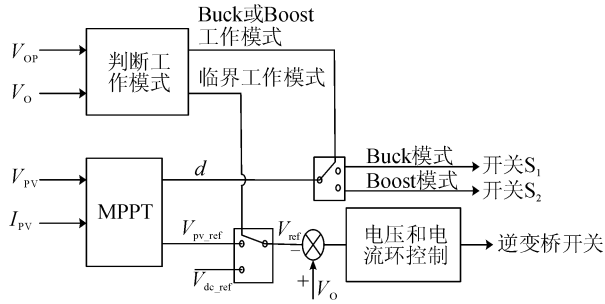 Buck或Boost
工作模式
V_OP
V_O
判断工
作模式
临界工作模式
V_PV
I_PV
MPPT
d
Buck模式
开关S_1
Boost模式
开关S_2
V_pv_ref
V_ref
−
V_dc_ref
+
V_O
电压和电
流环控制
逆变桥开关